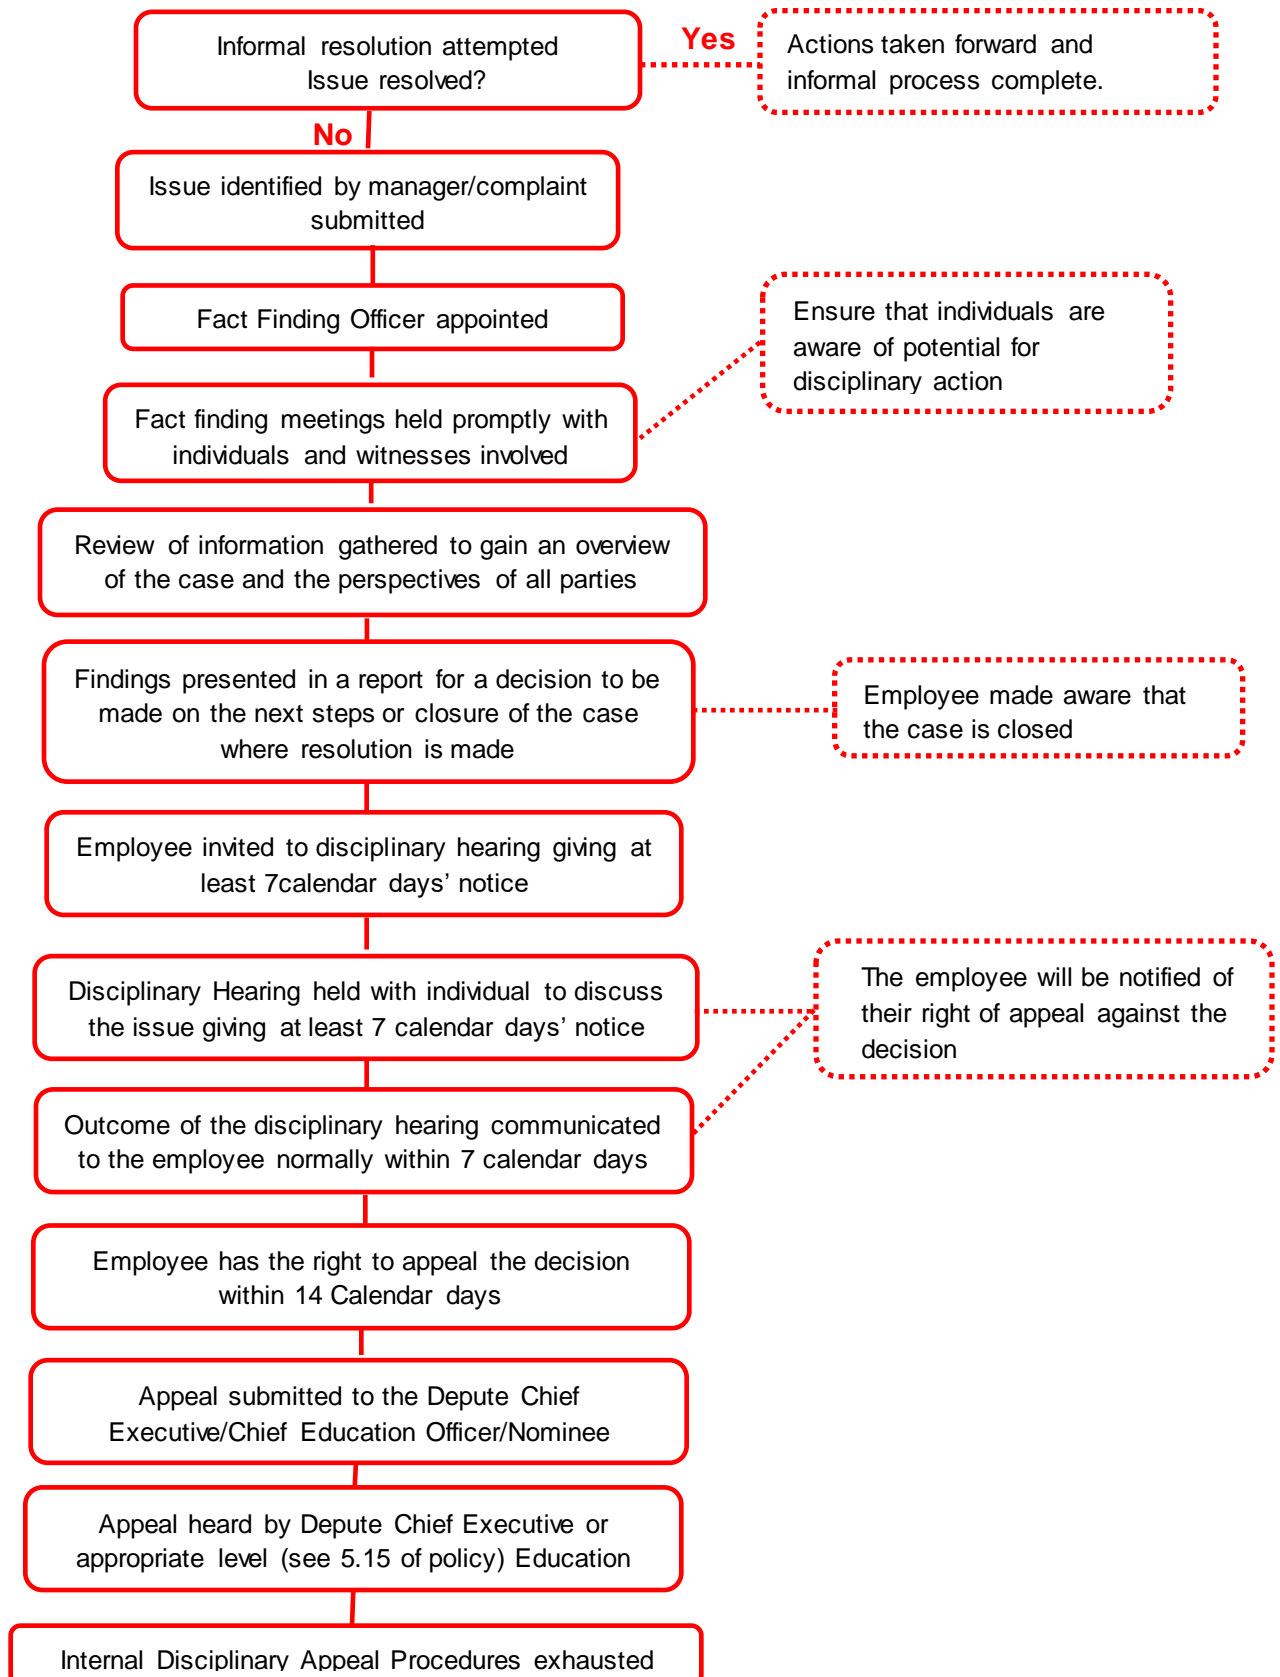 Informal resolution attempted
Issue resolved?
Yes
Actions taken forward and
informal process complete.
No
Issue identified by manager/complaint
submitted
Fact Finding Officer appointed
Ensure that individuals are
aware of potential for
disciplinary action
Fact finding meetings held promptly with
individuals and witnesses involved
Review of information gathered to gain an overview
of the case and the perspectives of all parties
Findings presented in a report for a decision to be
made on the next steps or closure of the case
where resolution is made
Employee made aware that
the case is closed
Employee invited to disciplinary hearing giving at
least 7calendar days’ notice
Disciplinary Hearing held with individual to discuss
the issue giving at least 7 calendar days’ notice
The employee will be notified of
their right of appeal against the
decision
Outcome of the disciplinary hearing communicated
to the employee normally within 7 calendar days
Employee has the right to appeal the decision
within 14 Calendar days
Appeal submitted to the Depute Chief
Executive/Chief Education Officer/Nominee
Appeal heard by Depute Chief Executive or
appropriate level (see 5.15 of policy) Education
Internal Disciplinary Appeal Procedures exhausted